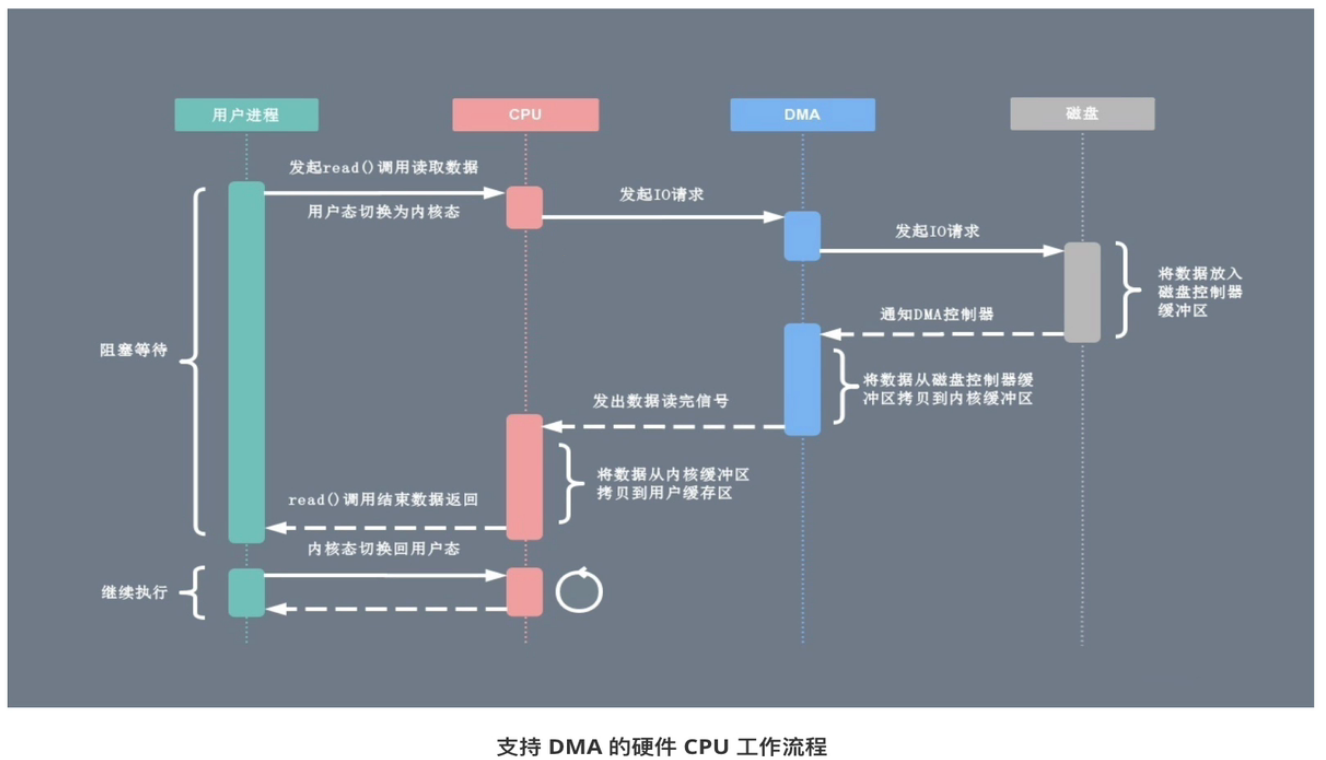 用户进程
CPU
DMA
磁盘
发起read()调用读取数据
用户态切换为内核态
发起IO请求
发起IO请求
将数据放入
磁盘控制器
缓冲区
通知DMA控制器
阻塞等待
将数据从磁盘控制器缓
冲区拷贝到内核缓冲区
发出数据读完信号
将数据从内核缓冲区
拷贝到用户缓存区
read()调用结束数据返回
内核态切换回用户态
继续执行
支持 DMA 的硬件 CPU 工作流程